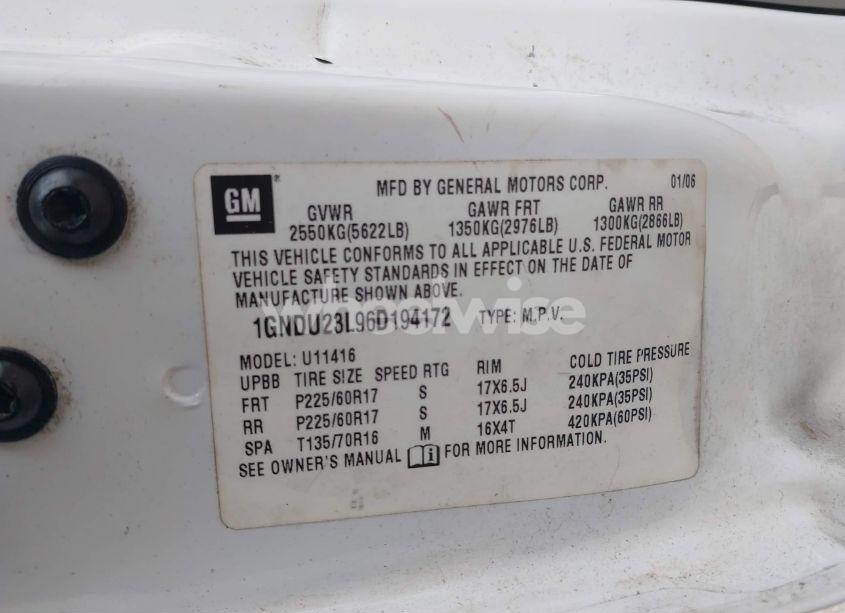 GM
MFD BY GENERAL MOTORS CORP. 01/06
GVWR GAWR FRT GAWR RR
2550KG(5622LB) 1350KG(2976LB) 1300KG(2866LB)
THIS VEHICLE CONFORMS TO ALL APPLICABLE U.S. FEDERAL MOTOR
VEHICLE SAFETY STANDARDS IN EFFECT ON THE DATE OF
MANUFACTURE SHOWN ABOVE.
wheelwise
1GNDU23L96D194172 TYPE: M.P.V.
MODEL: U11416
UPBB TIRE SIZE SPEED RTG RIM COLD TIRE PRESSURE
FRT P225/60R17 S 17X6.5J 240KPA(35PSI)
RR P225/60R17 S 17X6.5J 240KPA(35PSI)
SPA T135/70R16 M 16X4T 420KPA(60PSI)
SEE OWNER'S MANUAL FOR MORE INFORMATION.